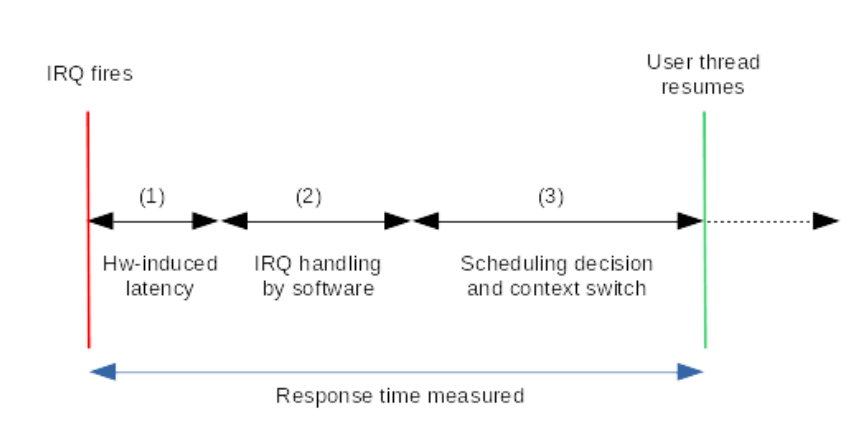 IRQ fires
User thread
resumes
(1)
(2)
(3)
Hw-induced
latency
IRQ handling
by software
Scheduling decision
and context switch
Response time measured